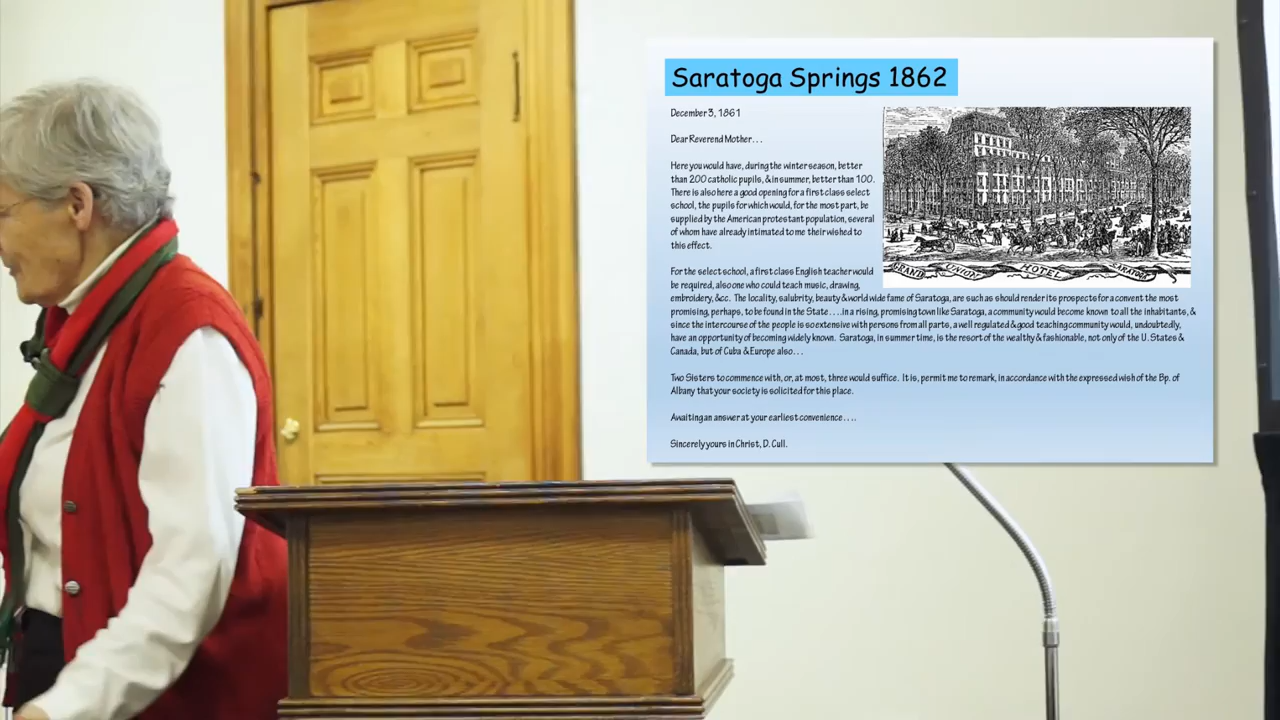 Saratoga Springs 1862
December 3, 1861
Dear Reverend Mother...
Here you would have, during the winter season, better
than 200 catholic pupils, & in summer, better than 100.
There is also here a good opening for a first class select
school, the pupils for which would, for the most part, be
supplied by the American protestant population, several
of whom have already intimated to me their wished to
this effect.
For the select school, a first class English teacher would
be required, also one who could teach music, drawing,
embroidery, &cc. The locality, salubrity, beauty & world wide fame of Saratoga, are such as should render its prospects for a convent the most
promising, perhaps, to be found in the State....in a rising, promising town like Saratoga, a community would become known to all the inhabitants, &
since the intercourse of the people is so extensive with persons from all parts, a well regulated & good teaching community would, undoubtedly,
have an opportunity of becoming widely known. Saratoga, in summer time, is the resort of the wealthy & fashionable, not only of the U. States &
Canada, but of Cuba & Europe also...
Two Sisters to commence with, or, at most, three would suffice. It is, permit me to remark, in accordance with the expressed wish of the Bp. of
Albany that your society is solicited for this place.
Awaiting an answer at your earliest convenience....
Sincerely yours in Christ, D. Cull.
GRAND UNION HOTEL SARATOGA